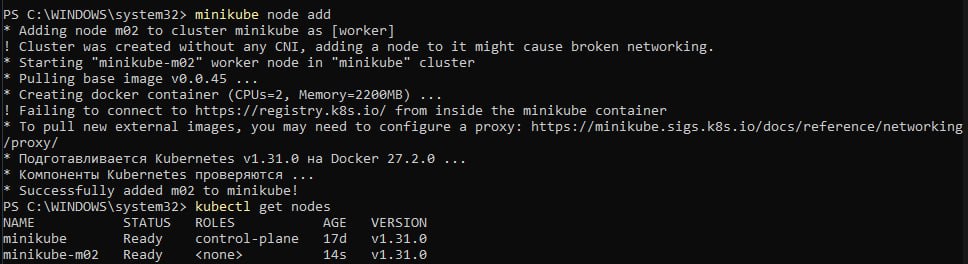 PS C:\WINDOWS\system32> minikube node add
* Adding node m02 to cluster minikube as [worker]
! Cluster was created without any CNI, adding a node to it might cause broken networking.
* Starting "minikube-m02" worker node in "minikube" cluster
* Pulling base image v0.0.45 ...
* Creating docker container (CPUs=2, Memory=2200MB) ...
! Failing to connect to https://registry.k8s.io/ from inside the minikube container
* To pull new external images, you may need to configure a proxy: https://minikube.sigs.k8s.io/docs/reference/networking
/proxy/
* Подготавливается Kubernetes v1.31.0 на Docker 27.2.0 ...
* Компоненты Kubernetes проверяются ...
* Successfully added m02 to minikube!
PS C:\WINDOWS\system32> kubectl get nodes
NAME           STATUS   ROLES           AGE   VERSION
minikube       Ready    control-plane   17d   v1.31.0
minikube-m02   Ready    <none>          14s   v1.31.0